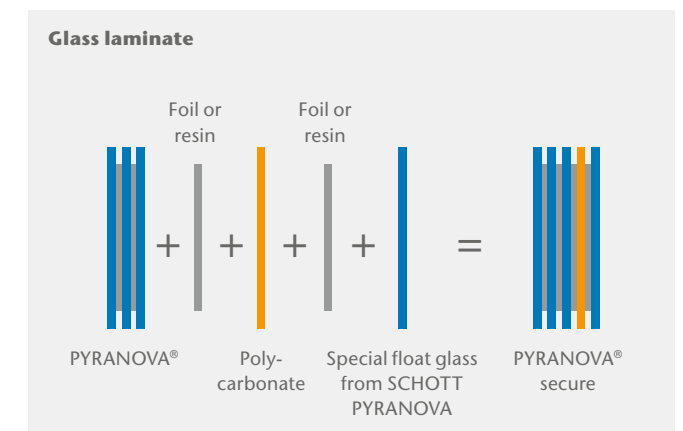 Glass laminate
Foil or
resin
Foil or
resin
+ + + + =
PYRANOVA®
Poly-
carbonate
Special float glass
from SCHOTT
PYRANOVA
PYRANOVA®
secure